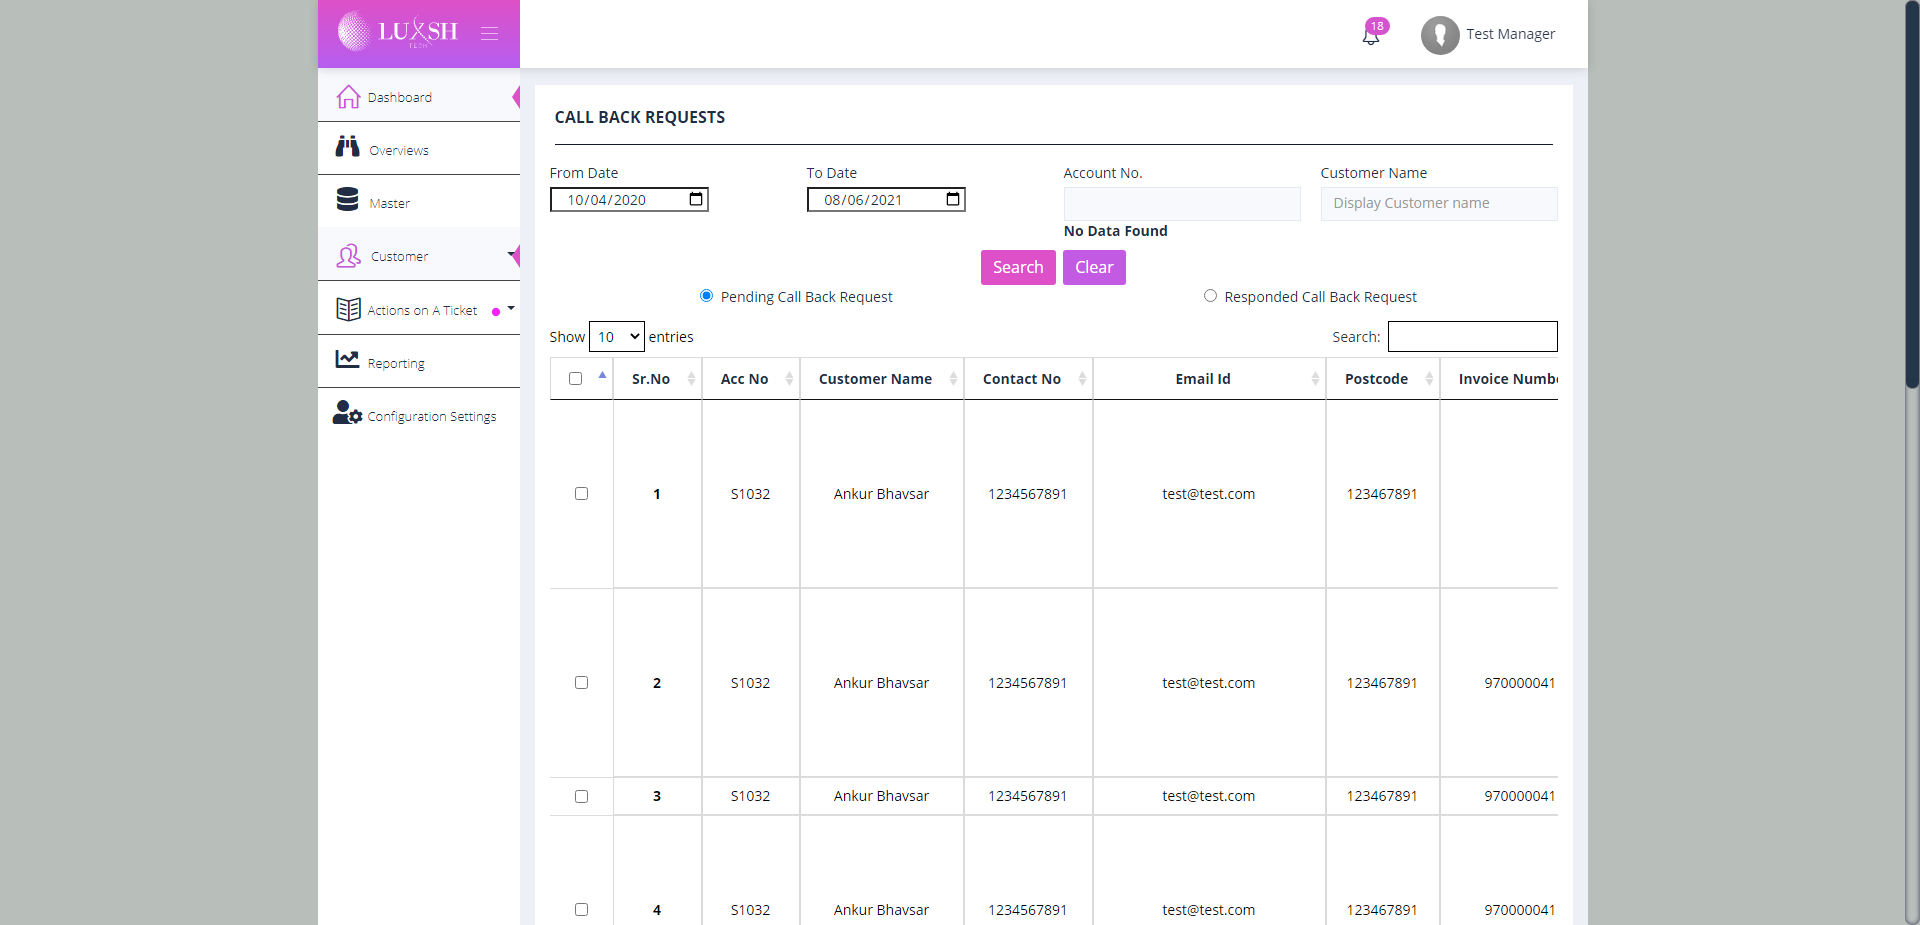 LUXSH
TECH
18
Test Manager
Dashboard
Overviews
Master
Customer
Actions on A Ticket
Reporting
Configuration Settings
CALL BACK REQUESTS
From Date To Date Account No. Customer Name
10/04/2020 08/06/2021 Display Customer name
No Data Found
Search Clear
Pending Call Back Request Responded Call Back Request
Show 10 entries Search:
Sr.No Acc No Customer Name Contact No Email Id Postcode Invoice Numb
1 S1032 Ankur Bhavsar 1234567891 test@test.com 123467891
2 S1032 Ankur Bhavsar 1234567891 test@test.com 123467891 970000041
3 S1032 Ankur Bhavsar 1234567891 test@test.com 123467891 970000041
4 S1032 Ankur Bhavsar 1234567891 test@test.com 123467891 970000041